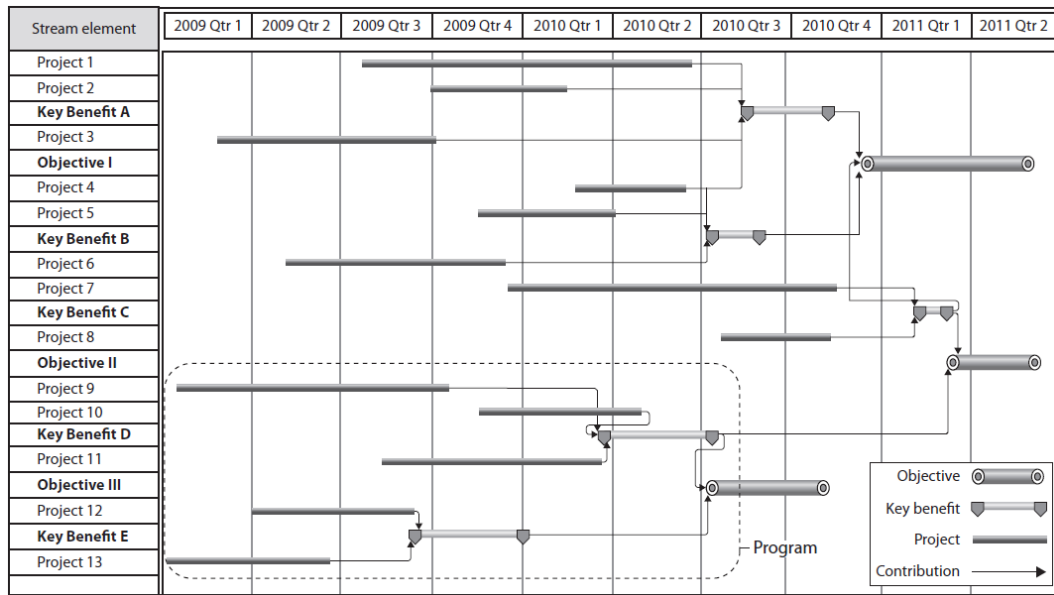 Stream element 2009 Qtr 1 2009 Qtr 2 2009 Qtr 3 2009 Qtr 4 2010 Qtr 1 2010 Qtr 2 2010 Qtr 3 2010 Qtr 4 2011 Qtr 1 2011 Qtr 2
Project 1
Project 2
Key Benefit A
Project 3
Objective I
Project 4
Project 5
Key Benefit B
Project 6
Project 7
Key Benefit C
Project 8
Objective II
Project 9
Project 10
Key Benefit D
Project 11
Objective III
Project 12
Key Benefit E
Project 13
Program
Objective
Key benefit
Project
Contribution